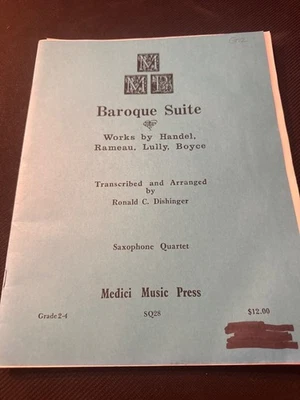 M
M P
Baroque Suite
Works by Handel,
Rameau, Lully, Boyce
Transcribed and Arranged
by
Ronald C. Dishinger
Saxophone Quartet
Medici Music Press
Grade 2-4 SQ28 $12.00